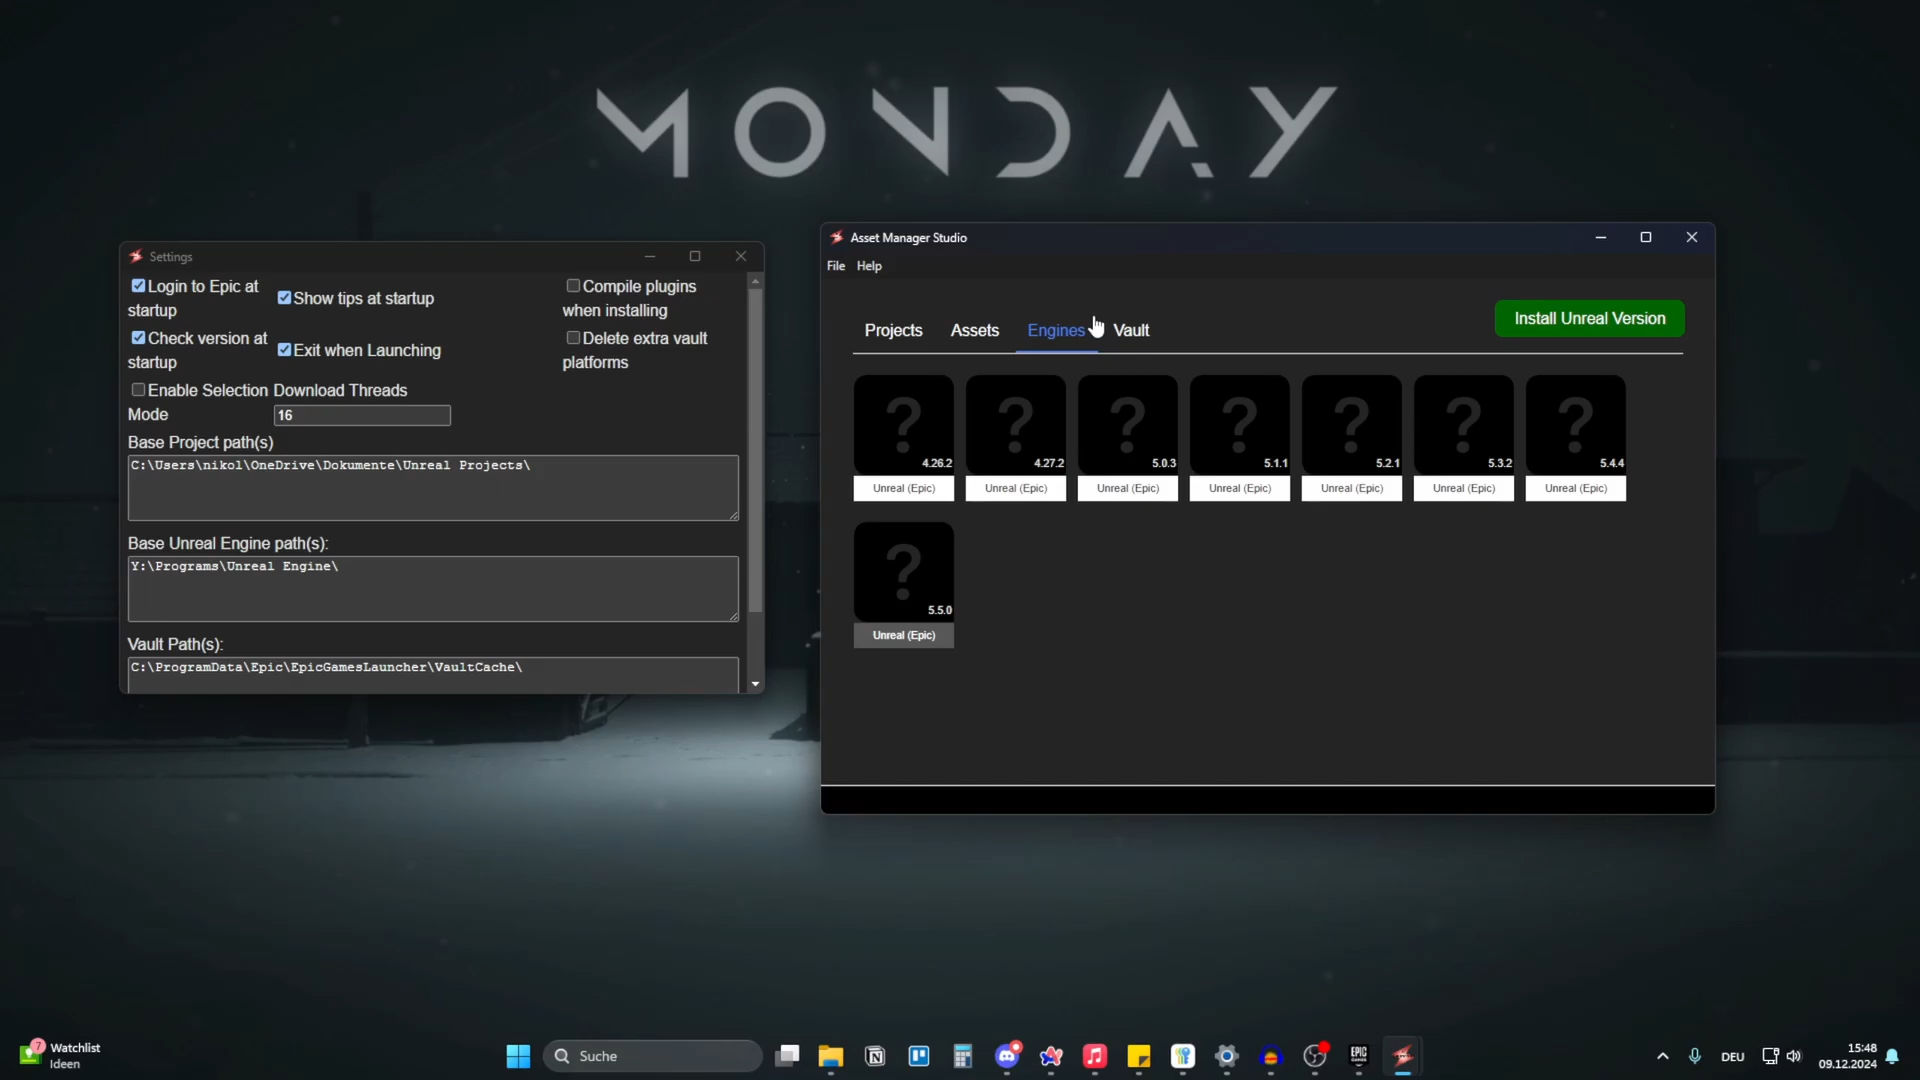 MONDAY
Settings
Login to Epic at
startup
Show tips at startup
Compile plugins
when installing
Check version at
startup
Exit when Launching
Delete extra vault
platforms
Enable Selection
Mode
Download Threads
16
Base Project path(s)
C:\Users\nikol\OneDrive\Dokumente\Unreal Projects\
Base Unreal Engine path(s):
Y:\Programs\Unreal Engine\
Vault Path(s):
C:\ProgramData\Epic\EpicGamesLauncher\VaultCache\
Asset Manager Studio
File Help
Projects Assets Engines Vault
Install Unreal Version
4.26.2 4.27.2 5.0.3 5.1.1 5.2.1 5.3.2 5.4.4
Unreal (Epic) Unreal (Epic) Unreal (Epic) Unreal (Epic) Unreal (Epic) Unreal (Epic) Unreal (Epic)
5.5.0
Unreal (Epic)
7
Watchlist
Ideen
Suche
EPIC
DEU
15:48
09.12.2024